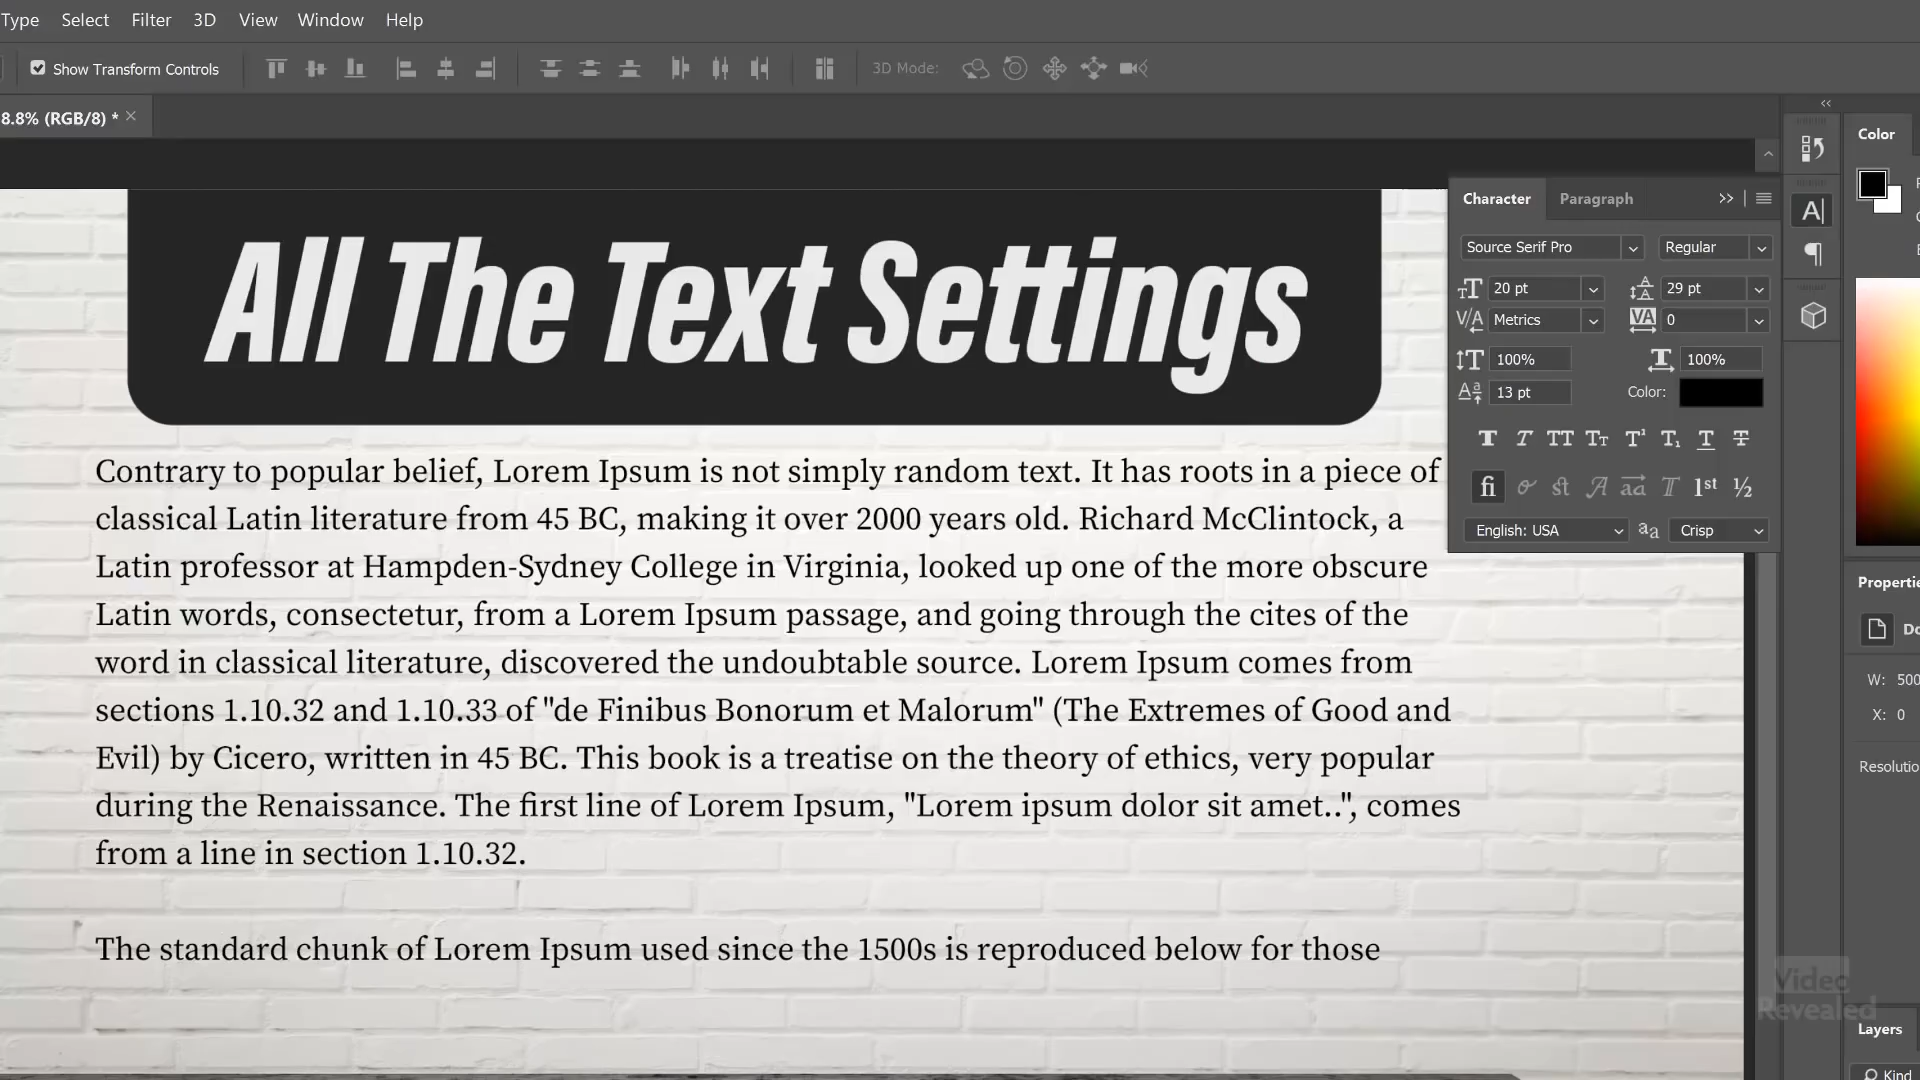 Type Select Filter 3D View Window Help
Show Transform Controls 3D Mode:
8.8% (RGB/8) * ×
Color
Character Paragraph
Source Serif Pro Regular
20 pt 29 pt
Metrics 0
100% 100%
13 pt Color:
1st ½
English: USA Crisp
All The Text Settings
Contrary to popular belief, Lorem Ipsum is not simply random text. It has roots in a piece of
classical Latin literature from 45 BC, making it over 2000 years old. Richard McClintock, a
Latin professor at Hampden-Sydney College in Virginia, looked up one of the more obscure
Latin words, consectetur, from a Lorem Ipsum passage, and going through the cites of the
word in classical literature, discovered the undoubtable source. Lorem Ipsum comes from
sections 1.10.32 and 1.10.33 of "de Finibus Bonorum et Malorum" (The Extremes of Good and
Evil) by Cicero, written in 45 BC. This book is a treatise on the theory of ethics, very popular
during the Renaissance. The first line of Lorem Ipsum, "Lorem ipsum dolor sit amet..", comes
from a line in section 1.10.32.
The standard chunk of Lorem Ipsum used since the 1500s is reproduced below for those
Propertie
Do
W: 500
X: 0
Resolutio
Video
Revealed
Layers
Kind